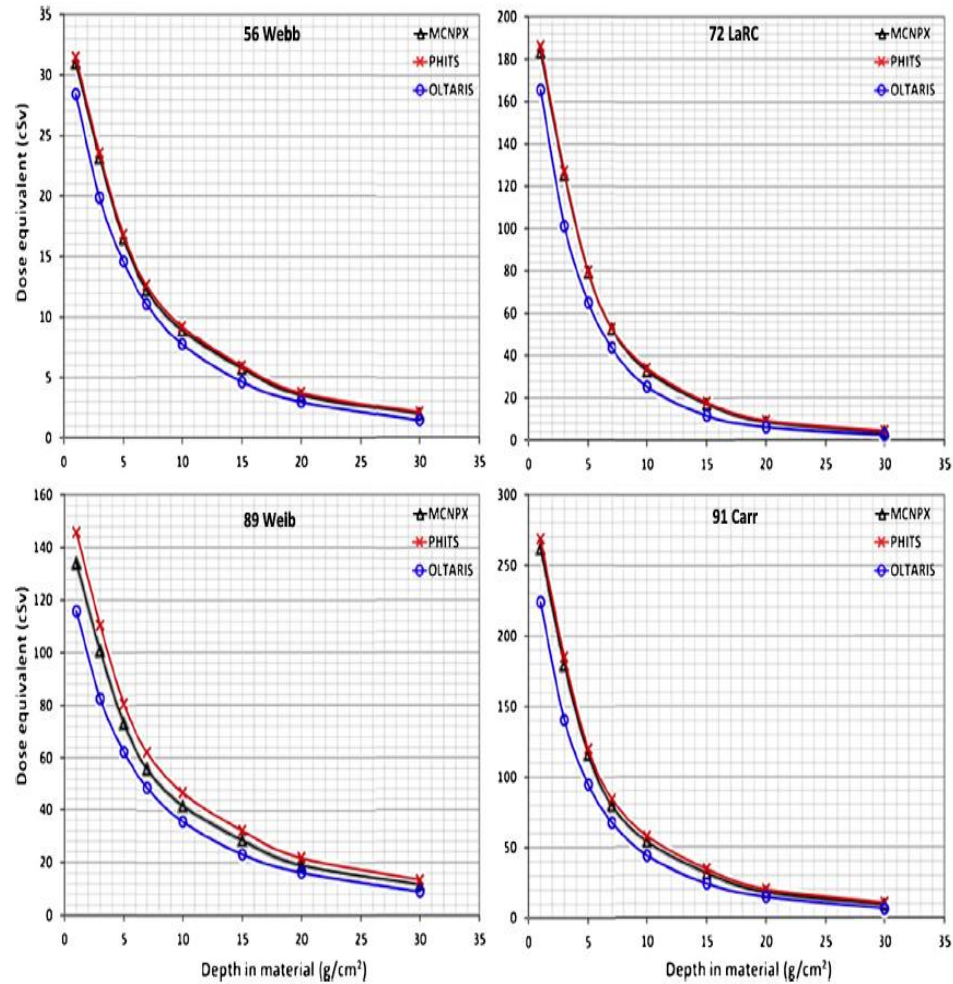 56 Webb
MCNPX
PHITS
OLTARIS
Dose equivalent (cSv)
35
30
25
20
15
10
5
0
0 5 10 15 20 25 30 35
72 LaRC
MCNPX
PHITS
OLTARIS
200
180
160
140
120
100
80
60
40
20
0
0 5 10 15 20 25 30 35
89 Weib
MCNPX
PHITS
OLTARIS
Dose equivalent (cSv)
160
140
120
100
80
60
40
20
0
0 5 10 15 20 25 30 35
Depth in material (g/cm²)
91 Carr
MCNPX
PHITS
OLTARIS
300
250
200
150
100
50
0
0 5 10 15 20 25 30 35
Depth in material (g/cm²)